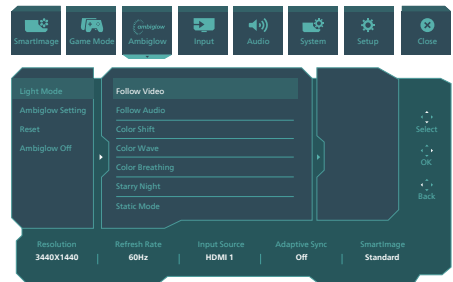 ambiglow
SmartImage Game Mode Ambiglow Input Audio System Setup Close
Light Mode
Ambiglow Setting
Reset
Ambiglow Off
Follow Video
Follow Audio
Color Shift
Color Wave
Color Breathing
Starry Night
Static Mode
Select
OK
Back
Resolution Refresh Rate Input Source Adaptive Sync SmartImage
3440X1440 | 60Hz | HDMI 1 | Off | Standard